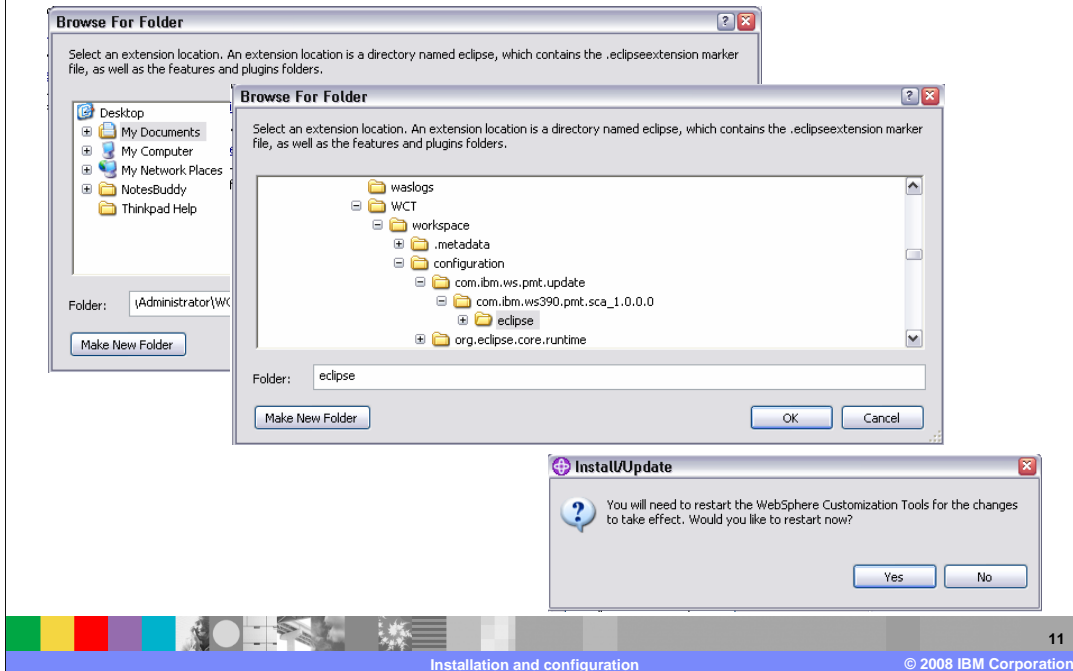 Browse For Folder
Select an extension location. An extension location is a directory named eclipse, which contains the .eclipseextension marker
file, as well as the features and plugins folders.
Desktop
My Documents
My Computer
My Network Places
NotesBuddy
Thinkpad Help
Folder: \Administrator\WC
Make New Folder
Browse For Folder
Select an extension location. An extension location is a directory named eclipse, which contains the .eclipseextension marker
file, as well as the features and plugins folders.
waslogs
WCT
workspace
.metadata
configuration
com.ibm.ws.pmt.update
com.ibm.ws390.pmt.sca_1.0.0.0
eclipse
org.eclipse.core.runtime
Folder: eclipse
Make New Folder
OK
Cancel
Install/Update
You will need to restart the WebSphere Customization Tools for the changes
to take effect. Would you like to restart now?
Yes
No
11
Installation and configuration
© 2008 IBM Corporation